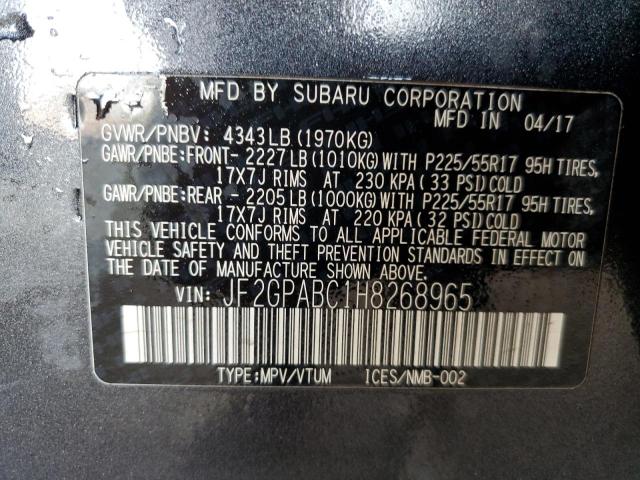 MFD BY SUBARU CORPORATION
MFD IN 04/17
GVWR/PNBV: 4343LB (1970KG)
GAWR/PNBE:FRONT- 2227LB (1010KG) WITH P225/55R17 95H TIRES,
17X7J RIMS AT 230 KPA (33 PSI) COLD
GAWR/PNBE:REAR - 2205LB (1000KG) WITH P225/55R17 95H TIRES,
17X7J RIMS AT 220 KPA (32 PSI) COLD
THIS VEHICLE CONFORMS TO ALL APPLICABLE FEDERAL MOTOR
VEHICLE SAFETY AND THEFT PREVENTION STANDARDS IN EFFECT
ON THE DATE OF MANUFACTURE SHOWN ABOVE.
VIN: JF2GPABC1H8268965
TYPE:MPV/VTUM ICES/NMB-002